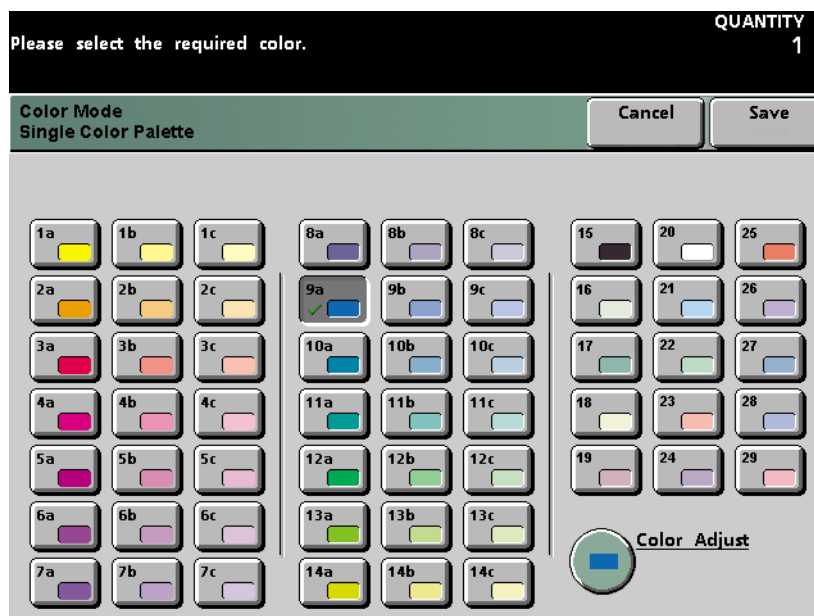 QUANTITY
Please select the required color. 1
Color Mode
Single Color Palette
Cancel Save
1a 1b 1c 8a 8b 8c 15 20 25
2a 2b 2c 9a 9b 9c 16 21 26
3a 3b 3c 10a 10b 10c 17 22 27
4a 4b 4c 11a 11b 11c 18 23 28
5a 5b 5c 12a 12b 12c 19 24 29
6a 6b 6c 13a 13b 13c
Color Adjust
7a 7b 7c 14a 14b 14c